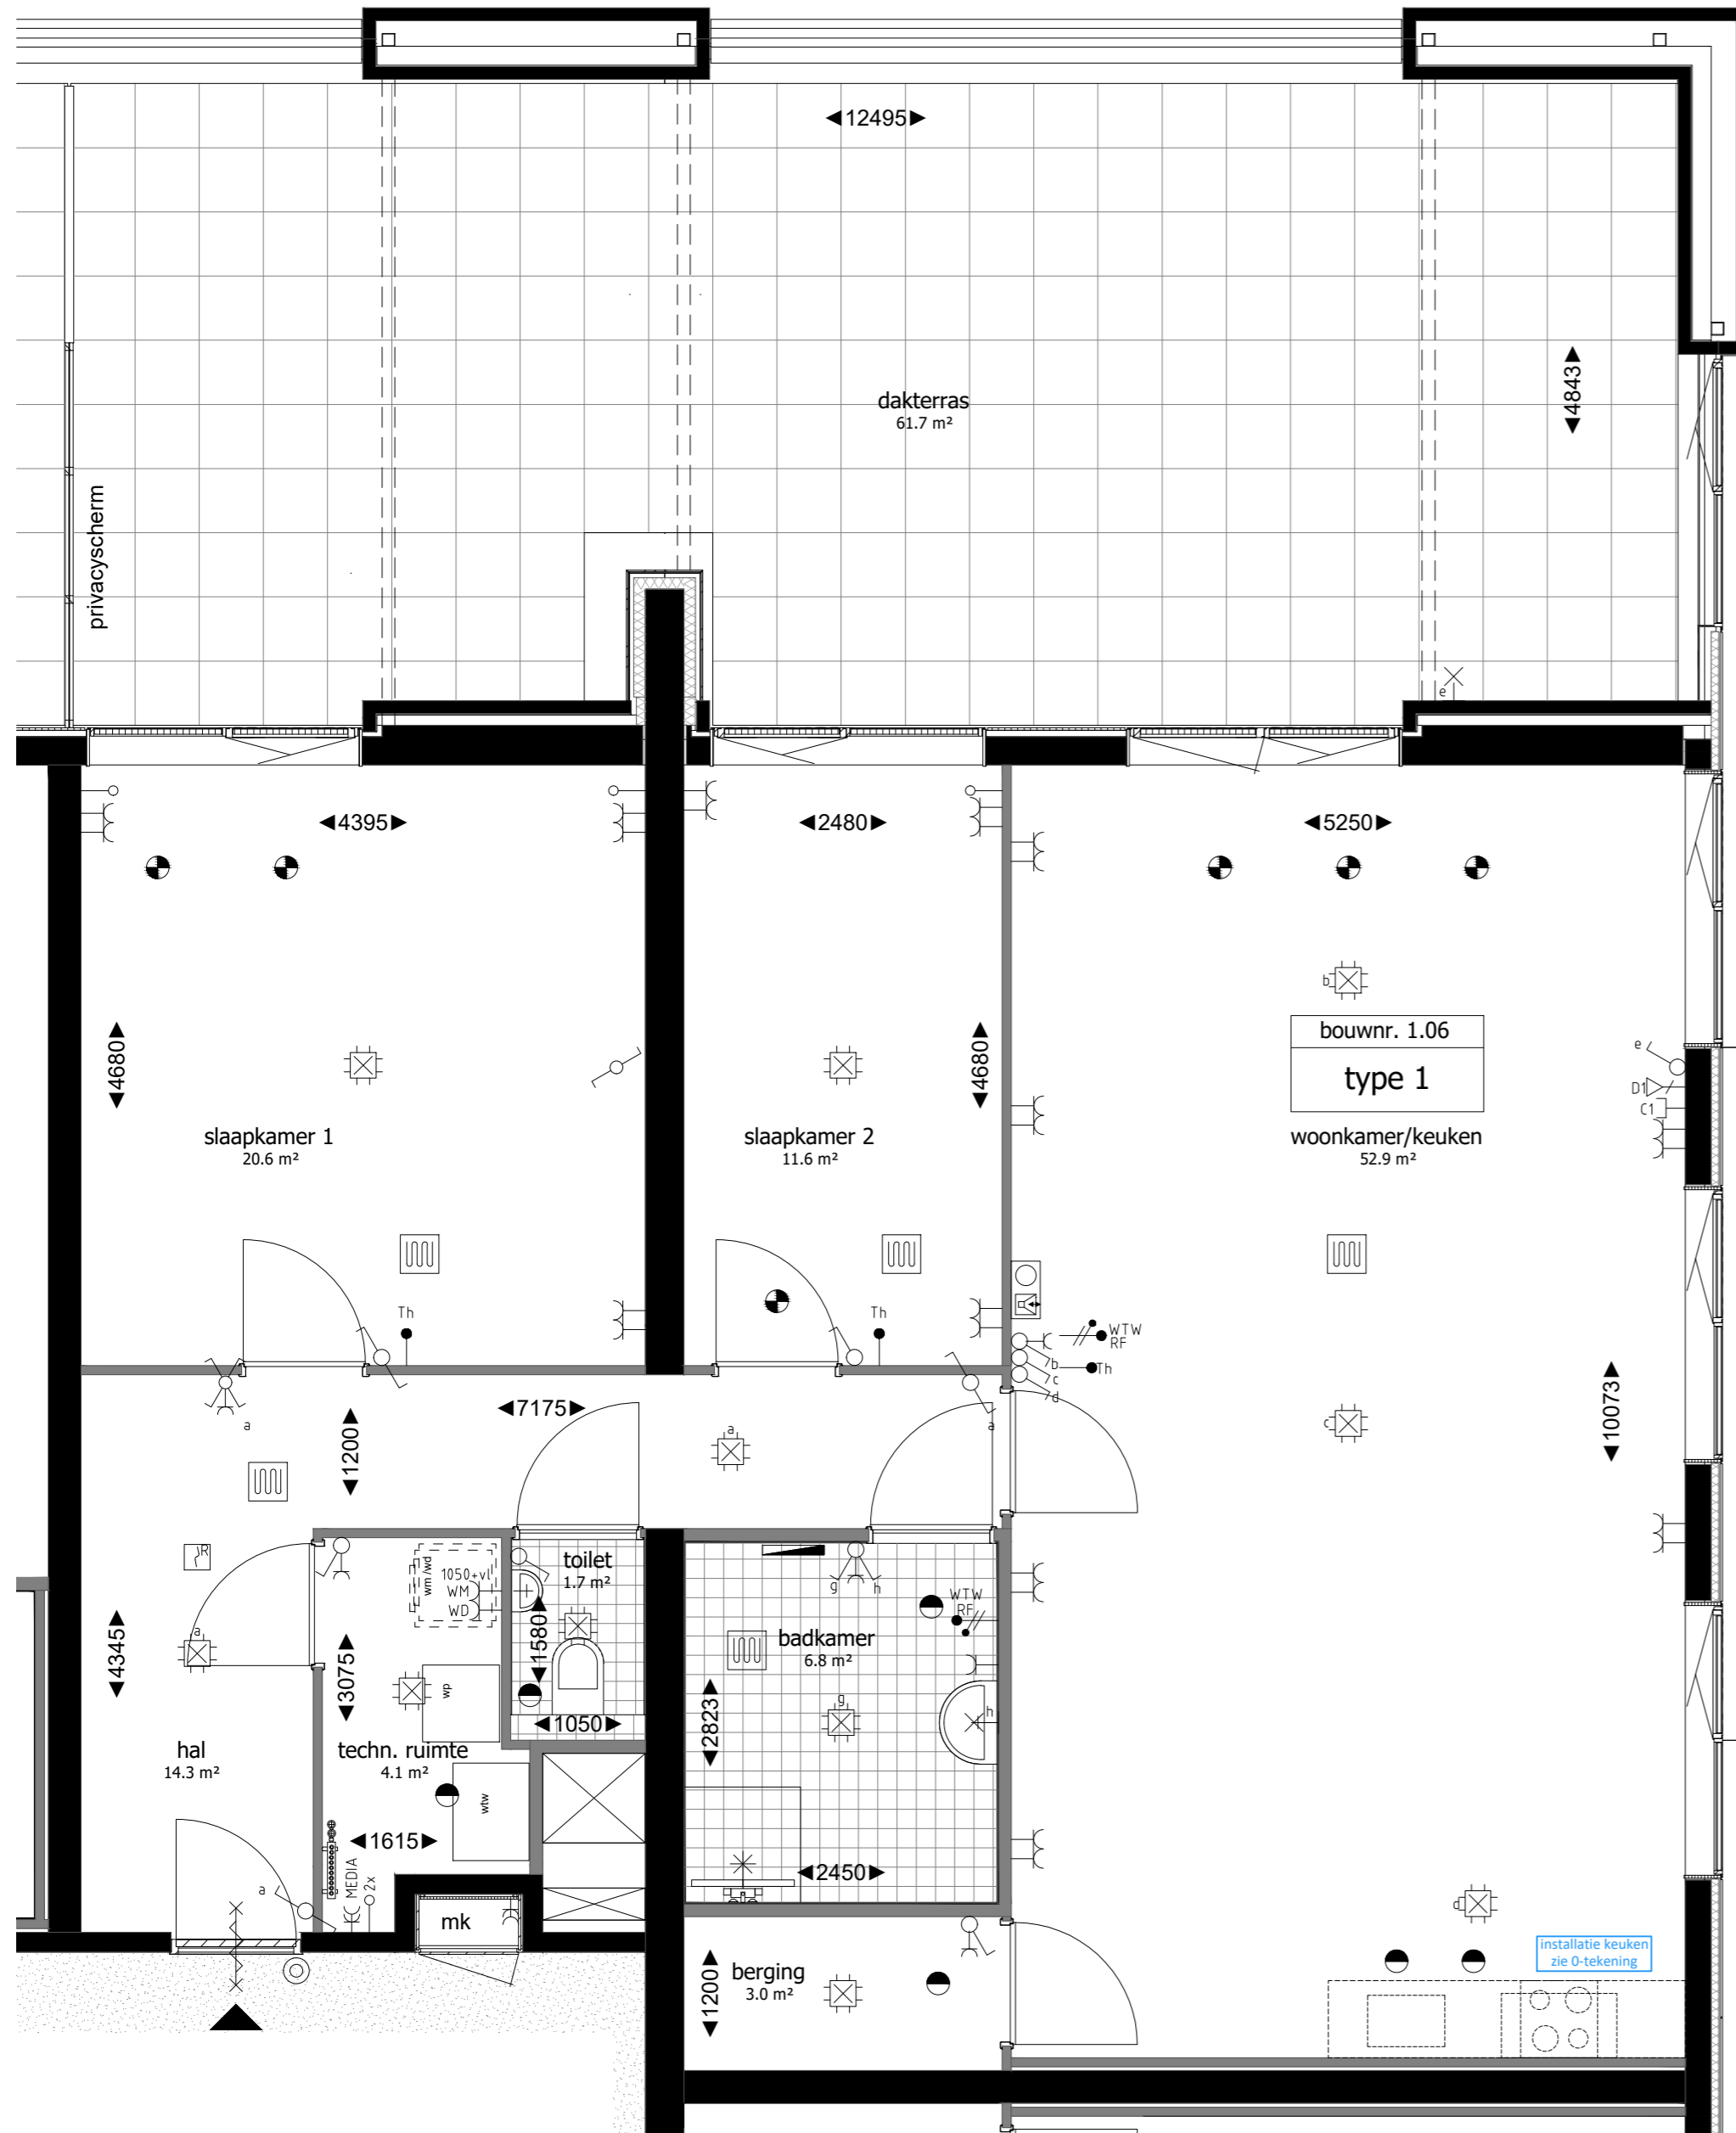 ◄12495►
dakterras
61.7 m²
◄4843►
privacyscherm
e
◄4395►
◄2480►
◄5250►
b
bouwnr. 1.06
type 1
◄4680►
◄4680►
e
D1
C1
slaapkamer 1
20.6 m²
slaapkamer 2
11.6 m²
woonkamer/keuken
52.9 m²
Th
Th
WTW
RF
b
Th
c
d
◄7175►
a
◄1200►
a
a
c
◄10073►
R
wm/wd
1050+vl
WM
WD
toilet
1.7 m²
g
h
WTW
RF
◄1580►
a
◄4345►
◄3075►
badkamer
6.8 m²
wp
g
h
◄1050►
◄2823►
hal
14.3 m²
techn. ruimte
4.1 m²
wtw
◄1615►
◄2450►
MEDIA
2x
a
mk
d
installatie keuken
zie 0-tekening
berging
3.0 m²
◄1200►